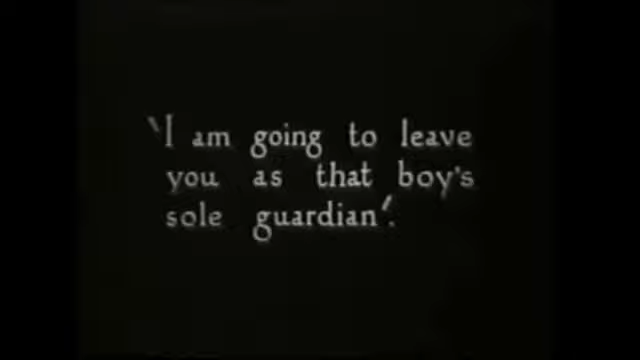 'I am going to leave
you as that boy's
sole guardian'.